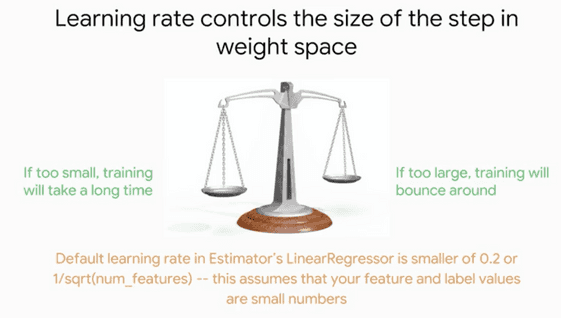 Learning rate controls the size of the step in
weight space
If too small, training
will take a long time
If too large, training will
bounce around
Default learning rate in Estimator's LinearRegressor is smaller of 0.2 or
1/sqrt(num_features) -- this assumes that your feature and label values
are small numbers